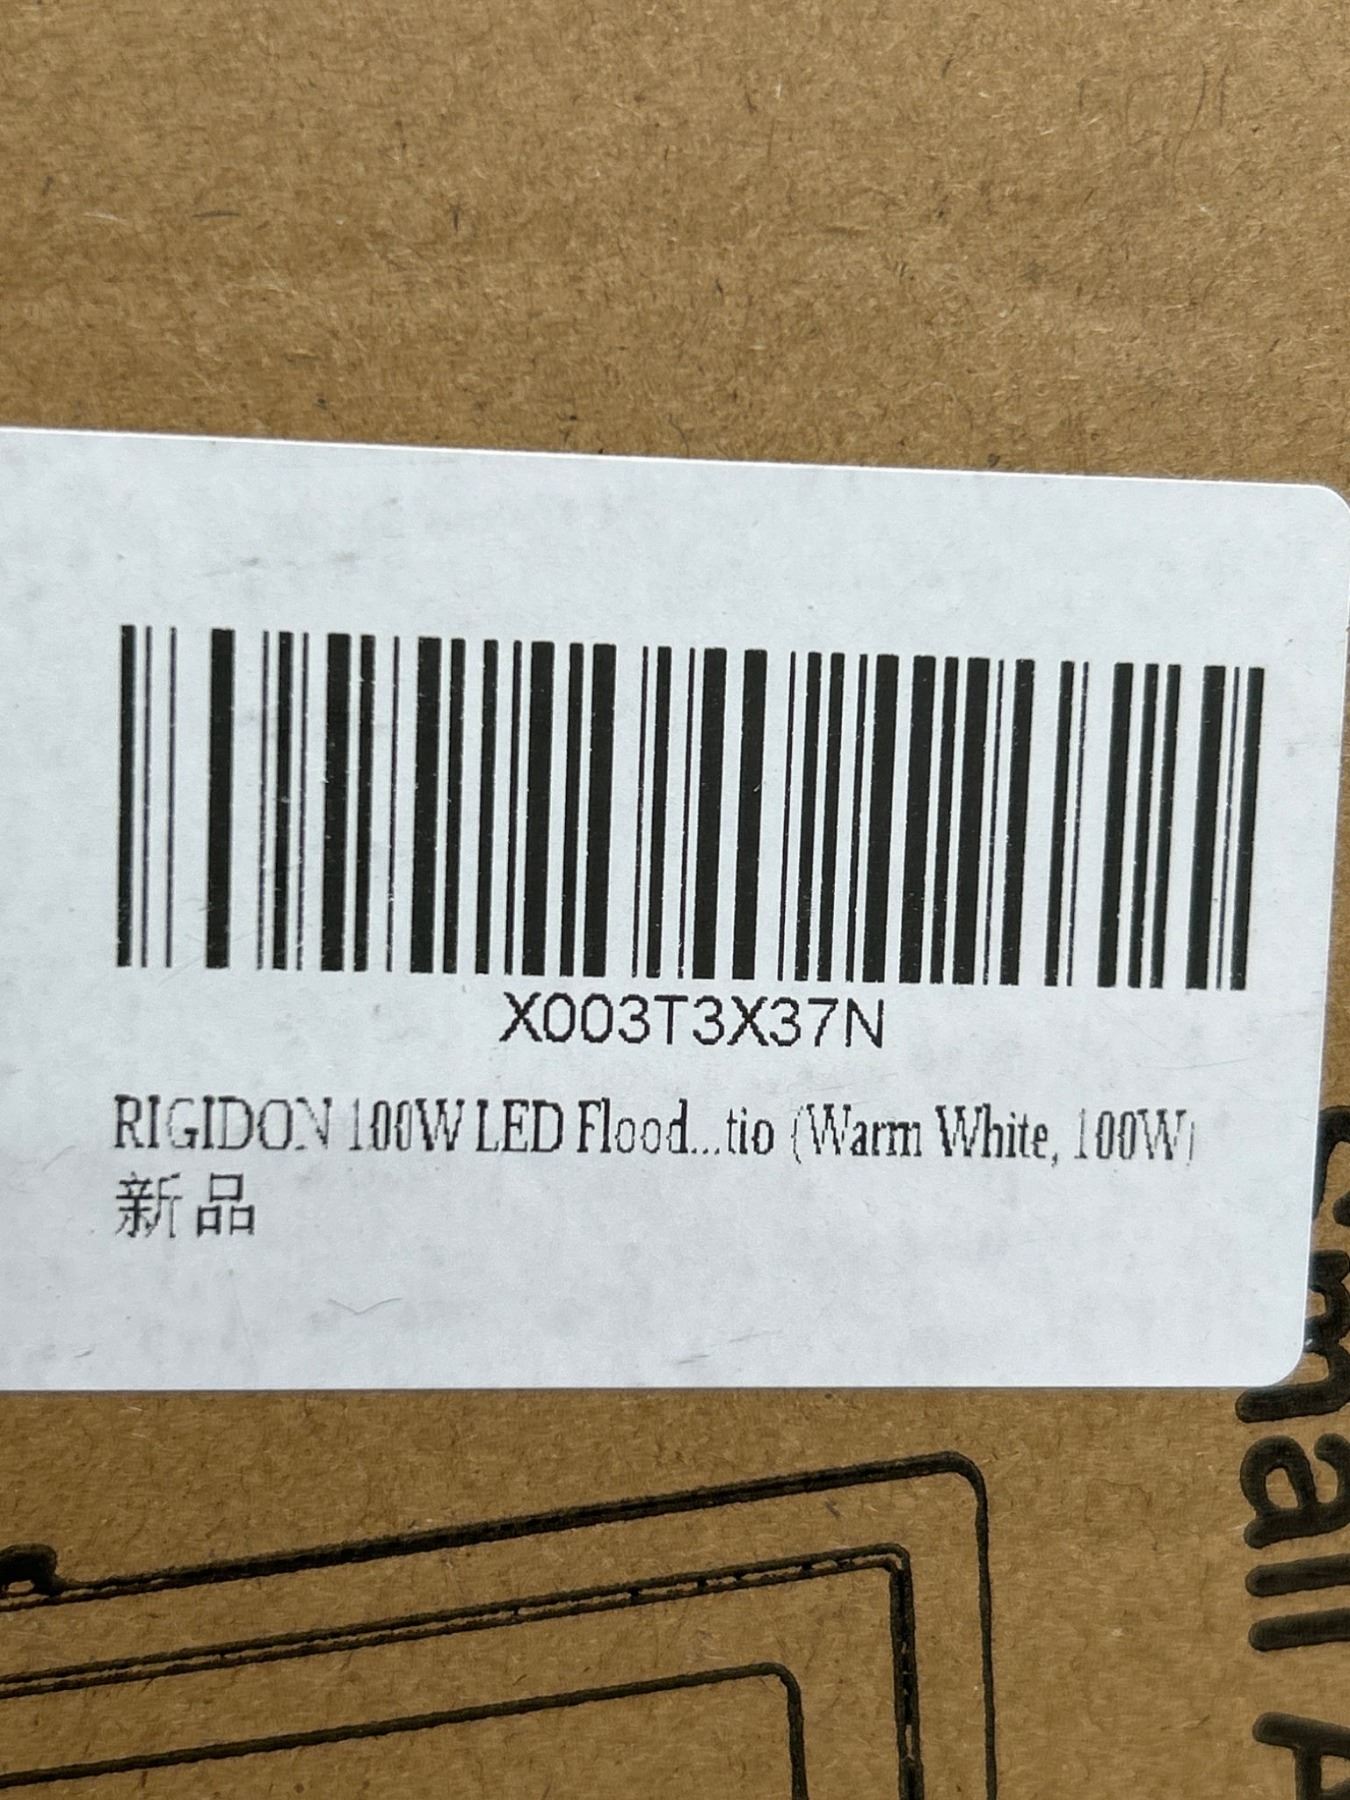 X003T3X37N
RIGIDON 100W LED Flood...tio (Warm White, 100W)
新品